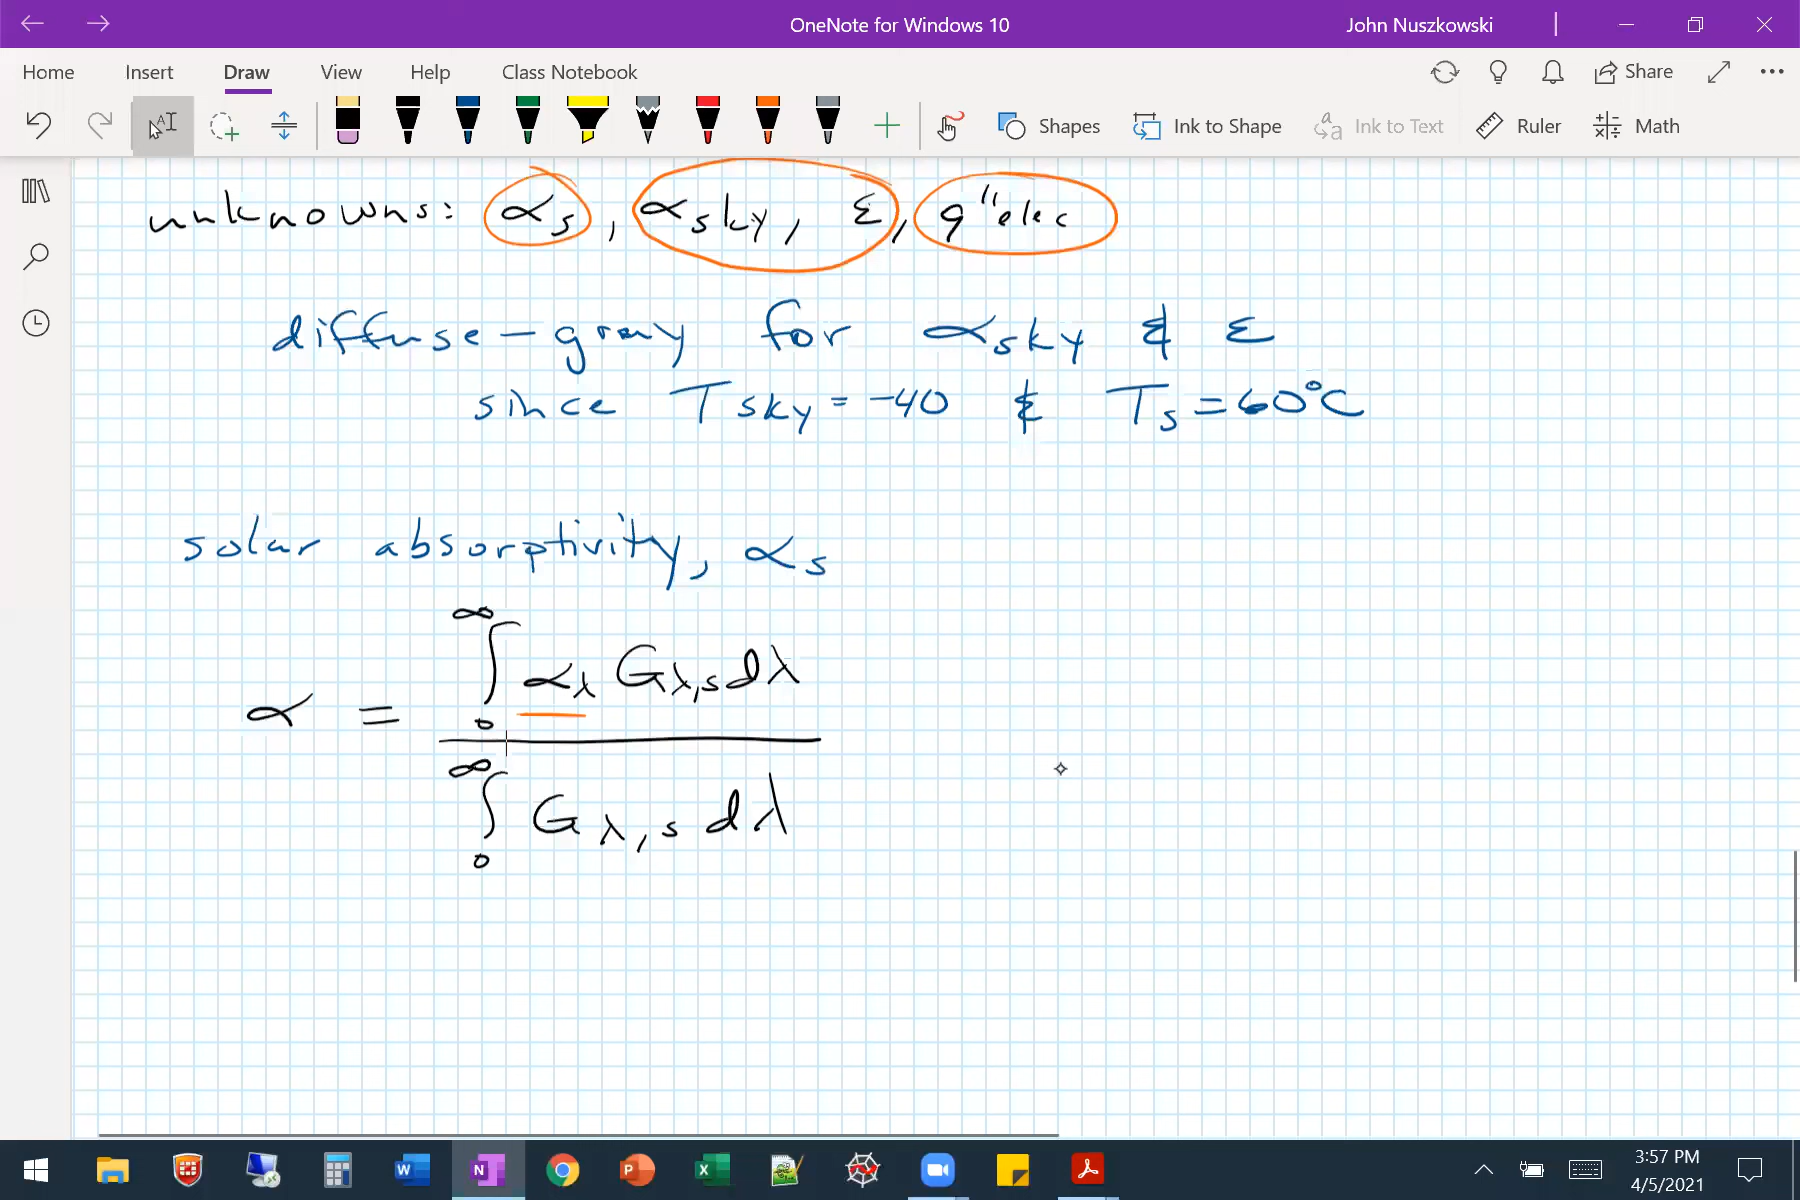 OneNote for Windows 10
John Nuszkowski
Home Insert Draw View Help Class Notebook
Share
Shapes Ink to Shape Ink to Text Ruler Math
unknowns: αs, αsky, ε, q''elec
diffuse-gray for αsky & ε
since Tsky = -40 & Ts = 60°C
solar absorptivity, αs
∞
∫ αλ Gλ,s dλ
0
α =
∞
∫ Gλ,s dλ
0
3:57 PM
4/5/2021